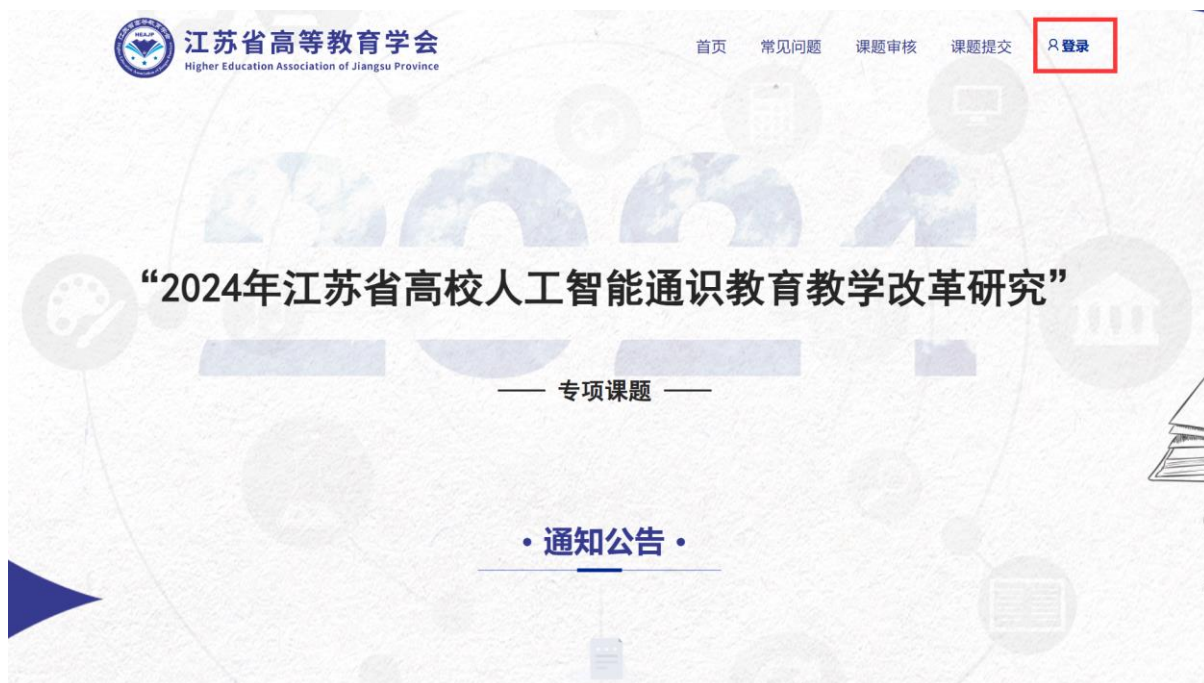 HEAJP
江苏省高等教育学会
Higher Education Association of Jiangsu Province
首页 常见问题 课题审核 课题提交 登录
2024
“2024年江苏省高校人工智能通识教育教学改革研究”
—— 专项课题 ——
·通知公告·